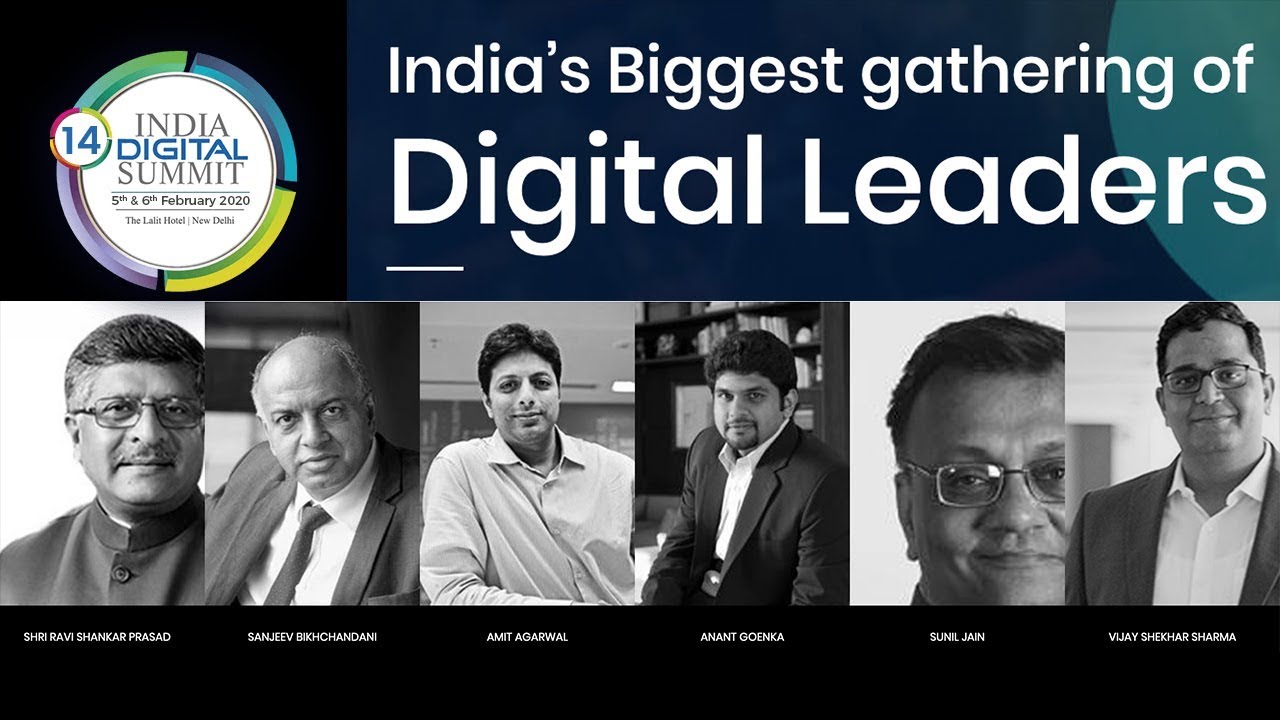 14
INDIA
DIGITAL
SUMMIT
5th & 6th February 2020
The Lalit Hotel | New Delhi
India's Biggest gathering of
Digital Leaders
SHRI RAVI SHANKAR PRASAD
SANJEEV BIKHCHANDANI
AMIT AGARWAL
ANANT GOENKA
SUNIL JAIN
VIJAY SHEKHAR SHARMA